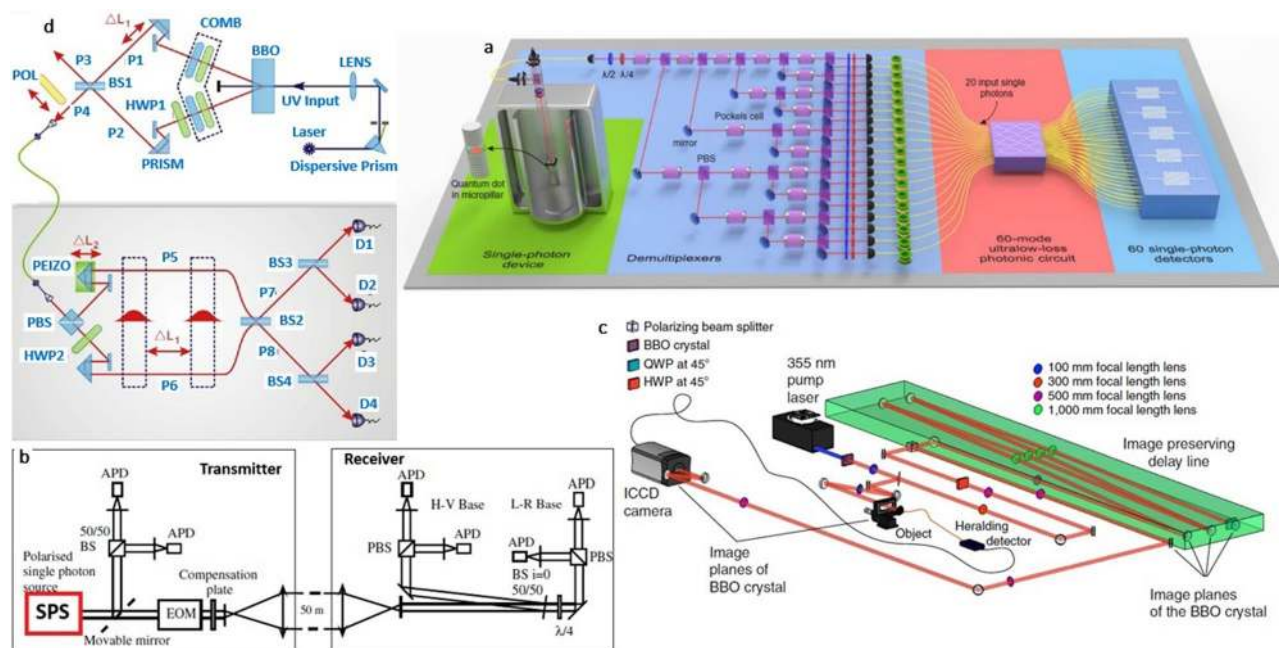 d
△L₁
COMB
BBO
P3
P1
LENS
POL
BS1
UV Input
P4
HWP1
P2
Laser
PRISM
Dispersive Prism
△L₂
PEIZO
P5
D1
BS3
D2
P7
PBS
BS2
HWP2
△L₁
P8
D3
BS4
P6
D4
a
λ/2
λ/4
20 input single
photons
Pockels cell
mirror
PBS
Quantum dot
in micropillar
Single-photon
device
Demultiplexers
60-mode
ultralow-loss
photonic circuit
60 single-photon
detectors
b
Transmitter
APD
50/50
BS
APD
Polarised
single photon
source
Compensation
plate
SPS
EOM
Movable mirror
50 m
Receiver
APD
APD
H-V Base
L-R Base
PBS
APD
APD
PBS
BS i=0
50/50
λ/4
c
Polarizing beam splitter
BBO crystal
QWP at 45°
HWP at 45°
355 nm
pump
laser
100 mm focal length lens
300 mm focal length lens
500 mm focal length lens
1,000 mm focal length lens
Image preserving
delay line
ICCD
camera
Object
Heralding
detector
Image
planes of
BBO crystal
Image planes
of the BBO crystal